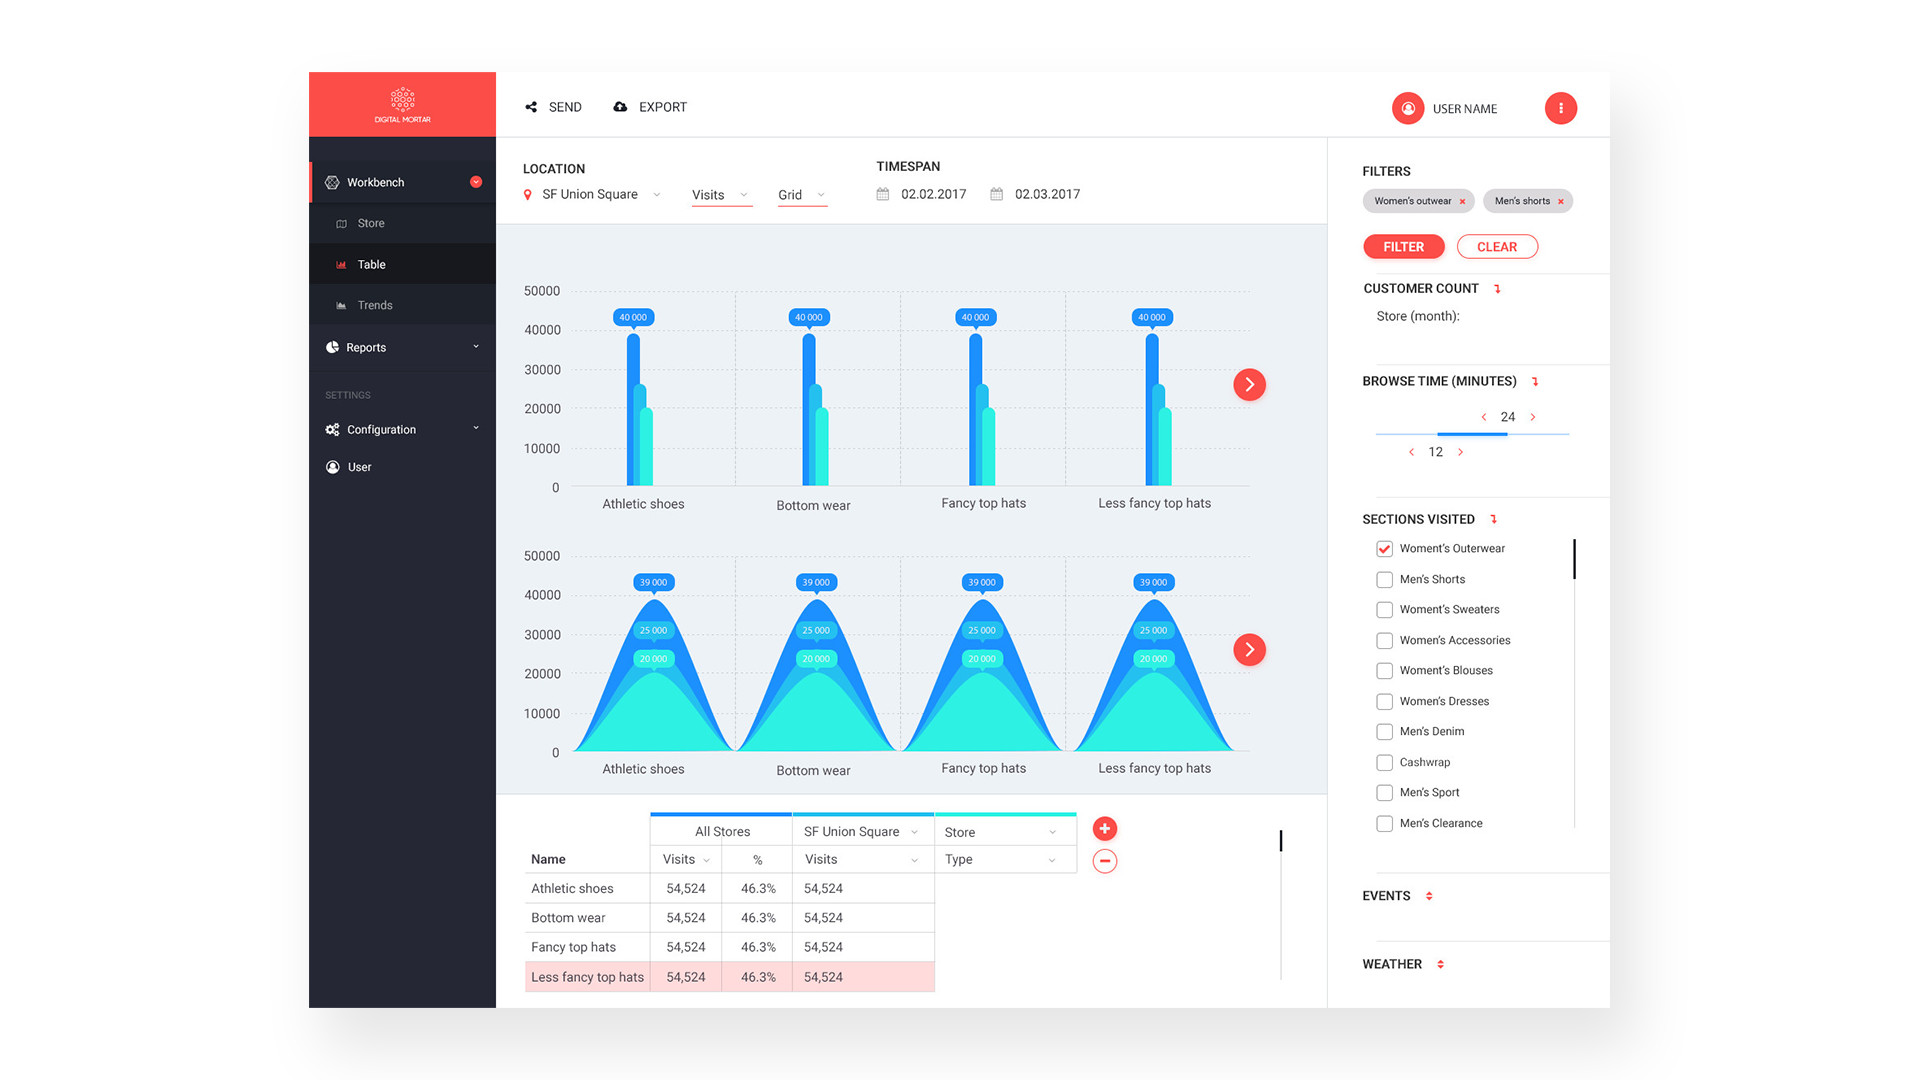 DIGITAL MORTAR
SEND EXPORT
USER NAME
Workbench
Store
Table
Trends
Reports
SETTINGS
Configuration
User
LOCATION
SF Union Square Visits Grid
TIMESPAN
02.02.2017 02.03.2017
50000
40000
30000
20000
10000
0
40 000 40 000 40 000 40 000
Athletic shoes Bottom wear Fancy top hats Less fancy top hats
50000
40000
30000
20000
10000
0
39 000 39 000 39 000 39 000
25 000 25 000 25 000 25 000
20 000 20 000 20 000 20 000
Athletic shoes Bottom wear Fancy top hats Less fancy top hats
All Stores SF Union Square Store
Name Visits % Visits Type
Athletic shoes 54,524 46.3% 54,524
Bottom wear 54,524 46.3% 54,524
Fancy top hats 54,524 46.3% 54,524
Less fancy top hats 54,524 46.3% 54,524
FILTERS
Women's outwear × Men's shorts ×
FILTER CLEAR
CUSTOMER COUNT
Store (month):
BROWSE TIME (MINUTES)
24
12
SECTIONS VISITED
Woment's Outerwear
Men's Shorts
Women's Sweaters
Women's Accessories
Women's Blouses
Women's Dresses
Men's Denim
Cashwrap
Men's Sport
Men's Clearance
EVENTS
WEATHER